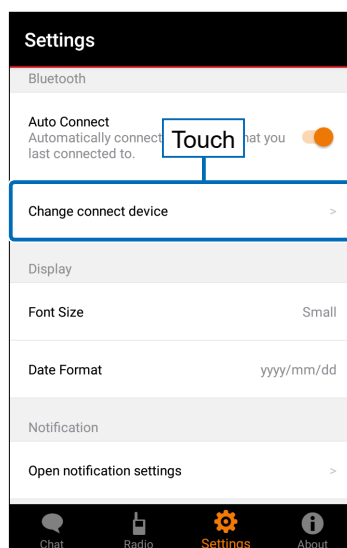 Settings
Bluetooth
Auto Connect
Automatically connect hat you
last connected to.
Touch
Change connect device >
Display
Font Size Small
Date Format yyyy/mm/dd
Notification
Open notification settings >
Chat Radio Settings About